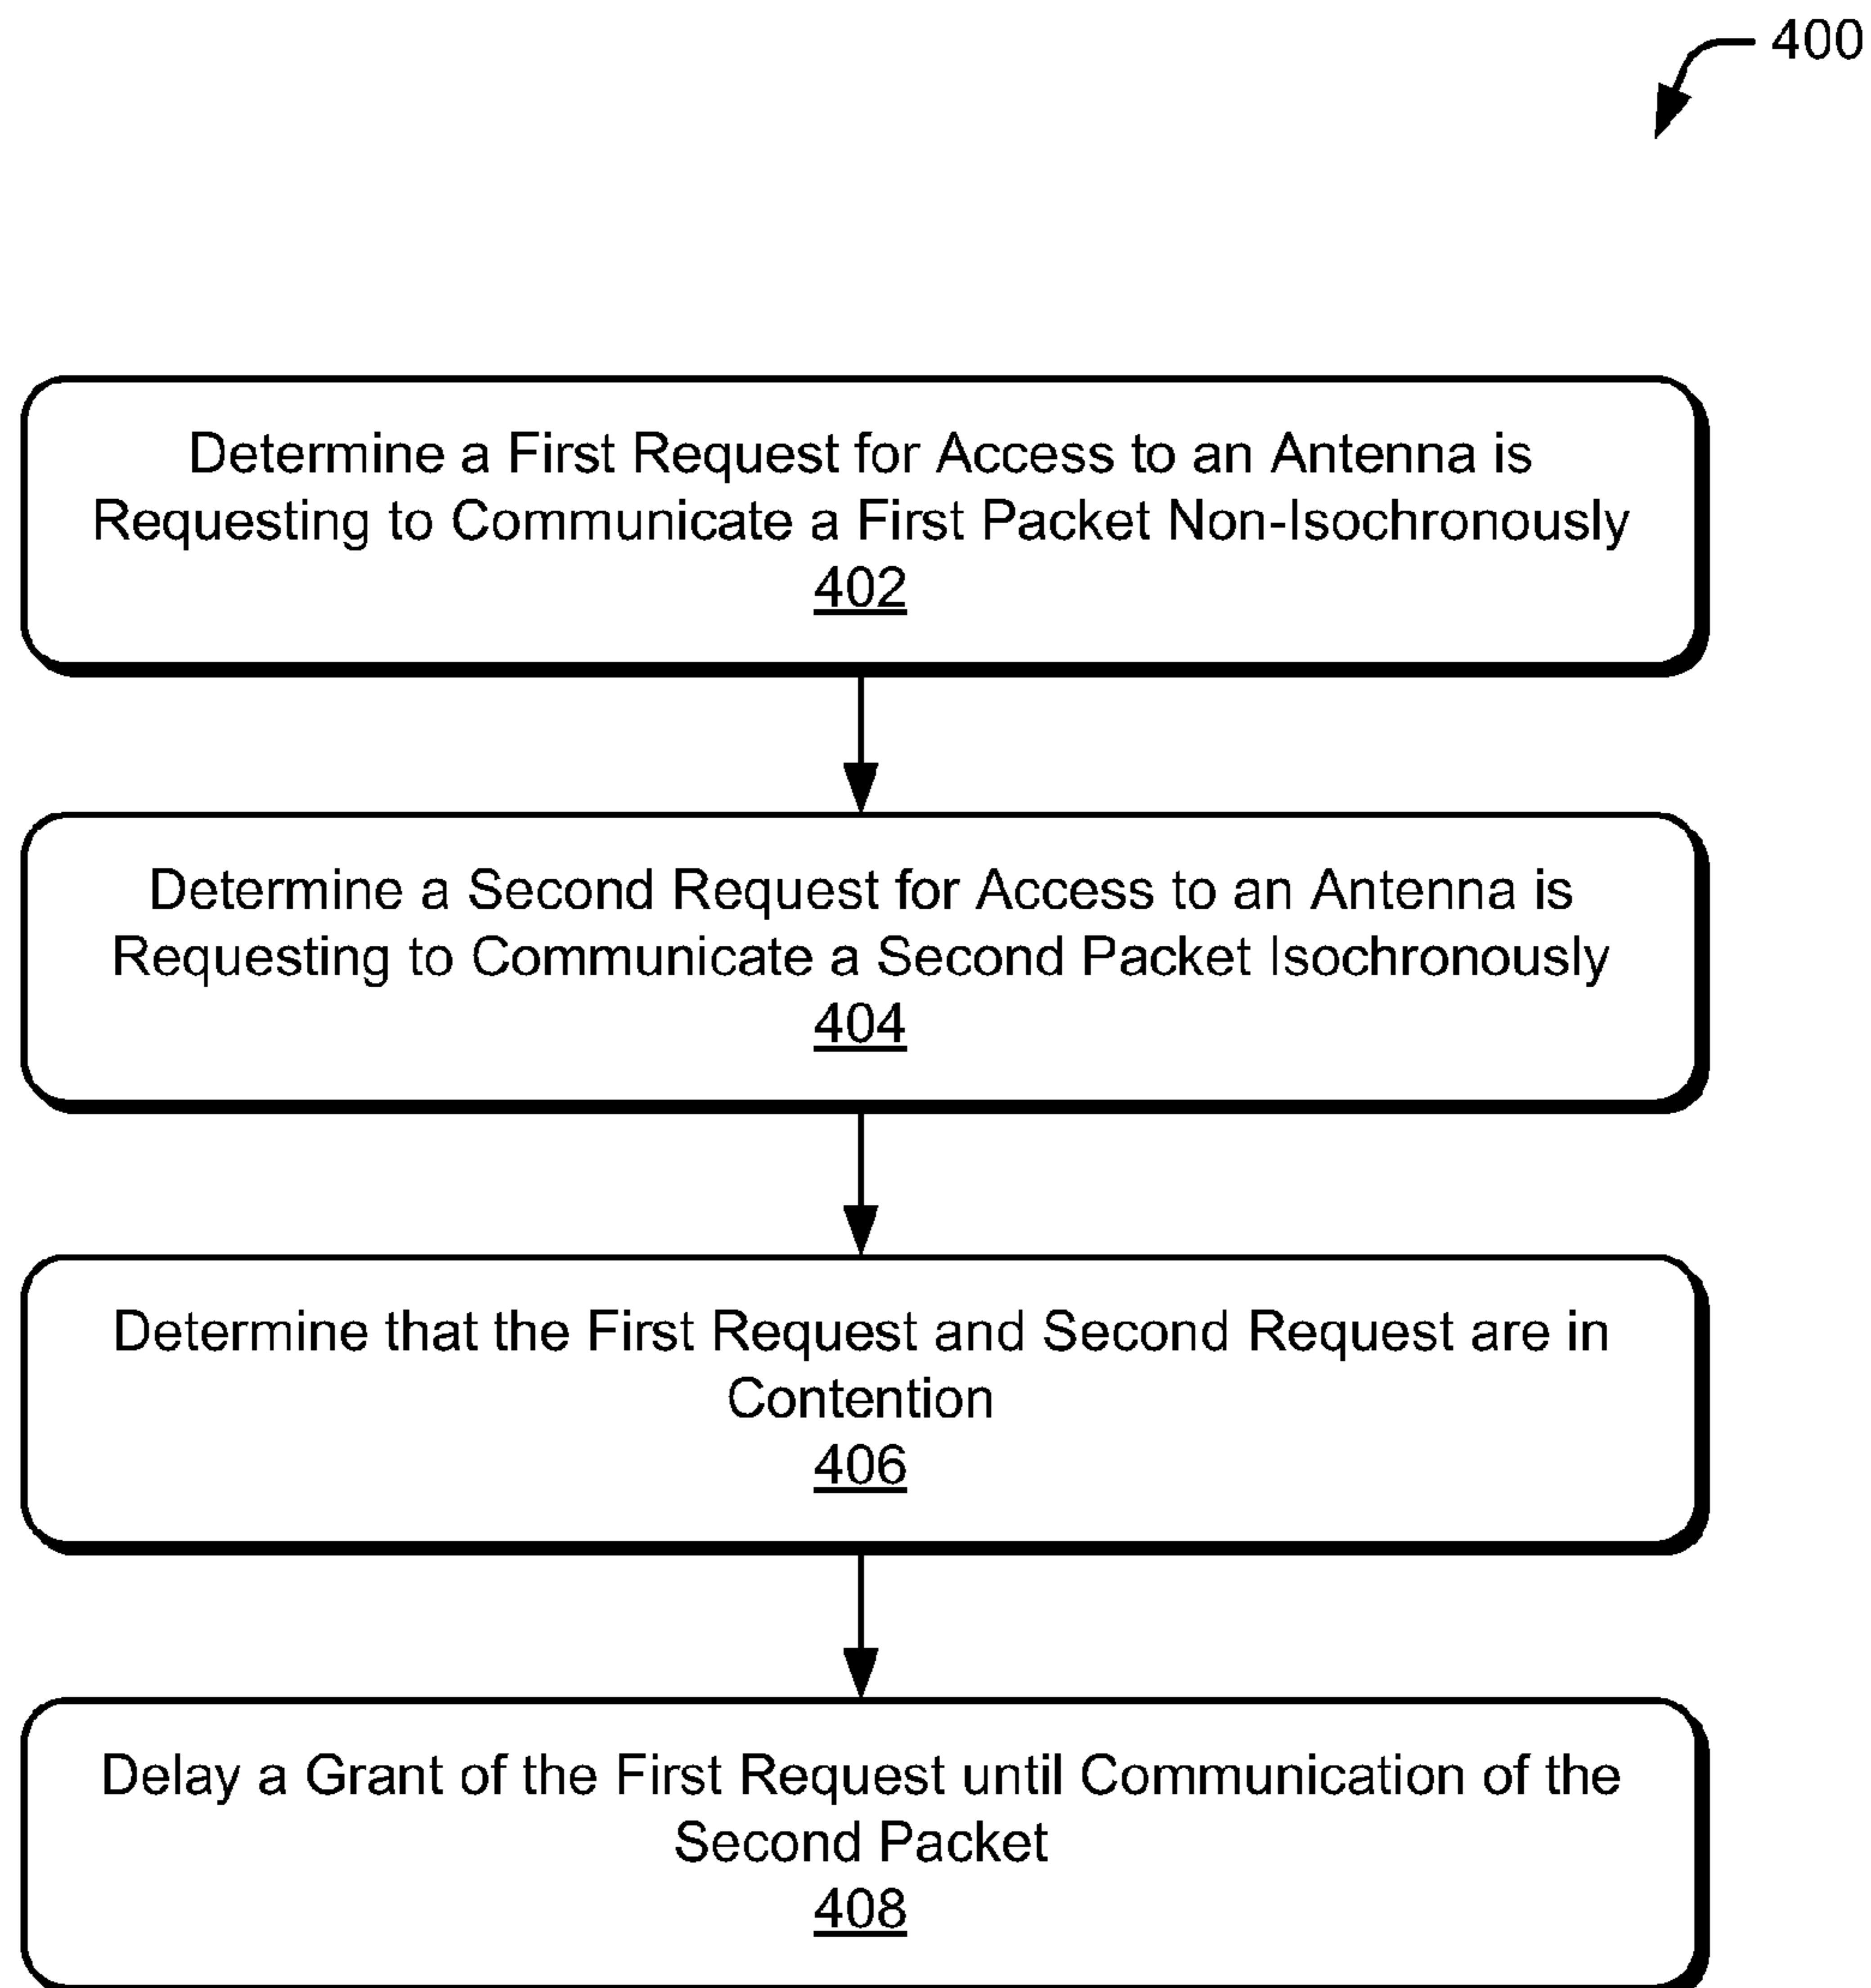 400
Determine a First Request for Access to an Antenna is
Requesting to Communicate a First Packet Non-Isochronously
402
Determine a Second Request for Access to an Antenna is
Requesting to Communicate a Second Packet Isochronously
404
Determine that the First Request and Second Request are in
Contention
406
Delay a Grant of the First Request until Communication of the
Second Packet
408